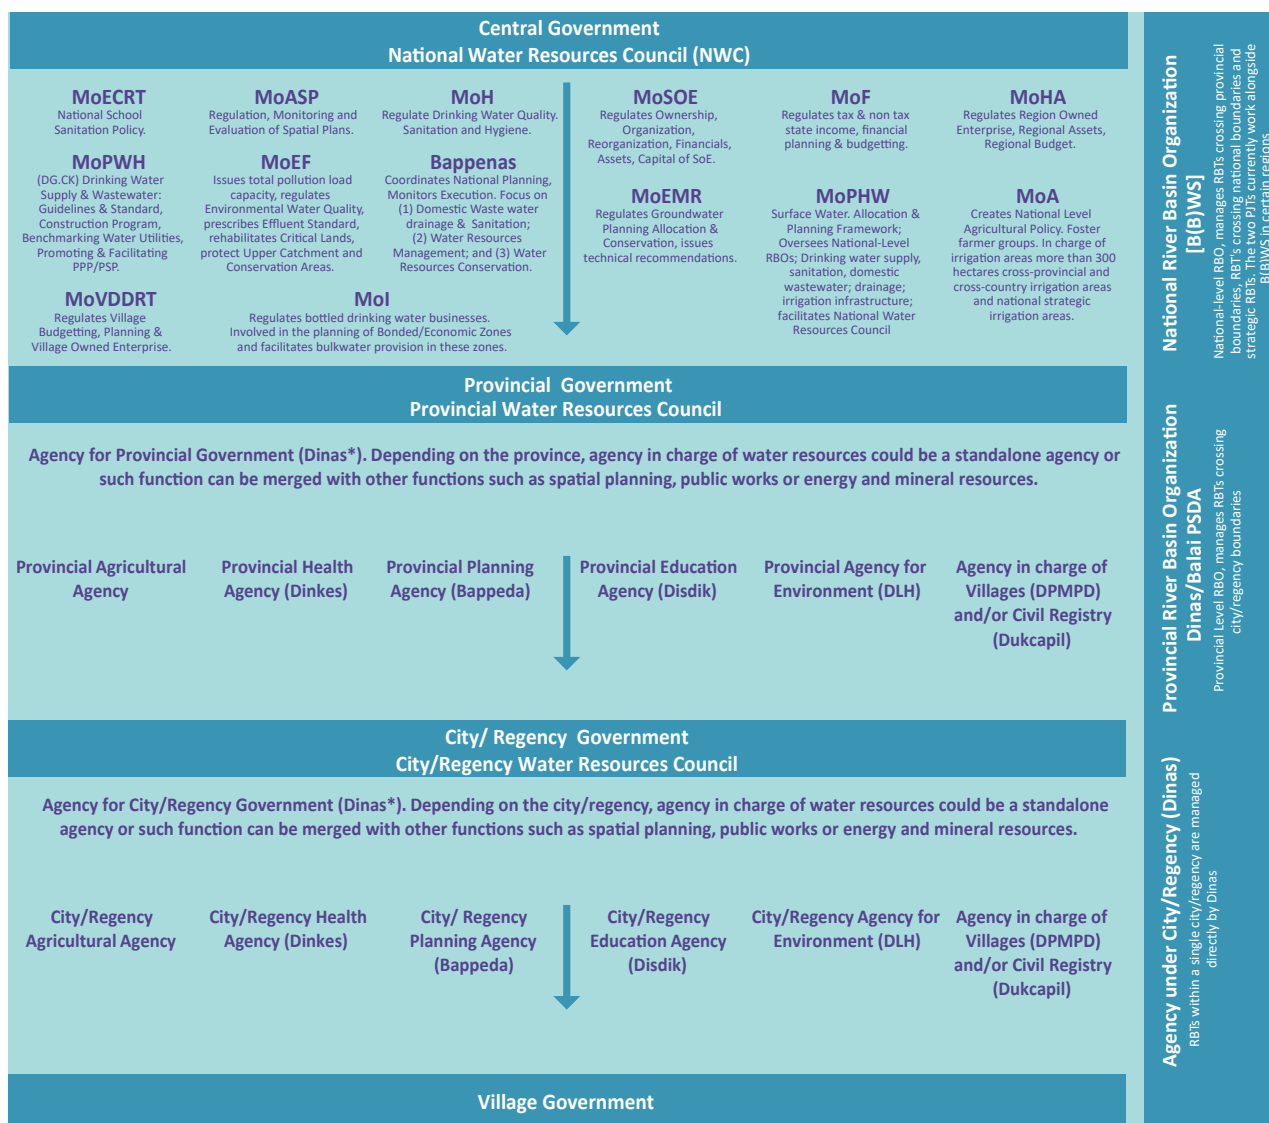 Central Government
National Water Resources Council (NWC)
MoECRT
National School
Sanitation Policy.
MoASP
Regulation, Monitoring and
Evaluation of Spatial Plans.
MoH
Regulate Drinking Water Quality.
Sanitation and Hygiene.
MoSOE
Regulates Ownership,
Organization,
Reorganization, Financials,
Assets, Capital of SoE.
MoF
Regulates tax & non tax
state income, financial
planning & budgetting.
MoHA
Regulates Region Owned
Enterprise, Regional Assets,
Regional Budget.
MoPWH
(DG.CK) Drinking Water
Supply & Wastewater:
Guidelines & Standard,
Construction Program,
Benchmarking Water Utilities,
Promoting & Facilitating
PPP/PSP.
MoEF
Issues total pollution load
capacity, regulates
Environmental Water Quality,
prescribes Effluent Standard,
rehabilitates Critical Lands,
protect Upper Catchment and
Conservation Areas.
Bappenas
Coordinates National Planning,
Monitors Execution. Focus on
(1) Domestic Waste water
drainage & Sanitation;
(2) Water Resources
Management; and (3) Water
Resources Conservation.
MoEMR
Regulates Groundwater
Planning Allocation &
Conservation, issues
technical recommendations.
MoPHW
Surface Water. Allocation &
Planning Framework;
Oversees National-Level
RBOs; Drinking water supply,
sanitation, domestic
wastewater; drainage;
irrigation infrastructure;
facilitates National Water
Resources Council
MoA
Creates National Level
Agricultural Policy. Foster
farmer groups. In charge of
irrigation areas more than 300
hectares cross-provincial and
cross-country irrigation areas
and national strategic
irrigation areas.
MoVDDRT
Regulates Village
Budgetting, Planning &
Village Owned Enterprise.
MoI
Regulates bottled drinking water businesses.
Involved in the planning of Bonded/Economic Zones
and facilitates bulkwater provision in these zones.
Provincial Government
Provincial Water Resources Council
Agency for Provincial Government (Dinas*). Depending on the province, agency in charge of water resources could be a standalone agency or
such function can be merged with other functions such as spatial planning, public works or energy and mineral resources.
Provincial Agricultural
Agency
Provincial Health
Agency (Dinkes)
Provincial Planning
Agency (Bappeda)
Provincial Education
Agency (Disdik)
Provincial Agency for
Environment (DLH)
Agency in charge of
Villages (DPMPD)
and/or Civil Registry
(Dukcapil)
City/ Regency Government
City/Regency Water Resources Council
Agency for City/Regency Government (Dinas*). Depending on the city/regency, agency in charge of water resources could be a standalone
agency or such function can be merged with other functions such as spatial planning, public works or energy and mineral resources.
City/Regency
Agricultural Agency
City/Regency Health
Agency (Dinkes)
City/ Regency
Planning Agency
(Bappeda)
City/Regency
Education Agency
(Disdik)
City/Regency Agency for
Environment (DLH)
Agency in charge of
Villages (DPMPD)
and/or Civil Registry
(Dukcapil)
Village Government
National River Basin Organization
[B(B)WS]
National-level RBO, manages RBTs crossing provincial
boundaries, RBT's crossing national boundaries and
strategic RBTs. The two PJTs currently work alongside
B(B)WS in certain regions
Provincial River Basin Organization
Dinas/Balai PSDA
Provincial Level RBO, manages RBTs crossing
city/regency boundaries
Agency under City/Regency (Dinas)
RBTs within a single city/regency are managed
directly by Dinas